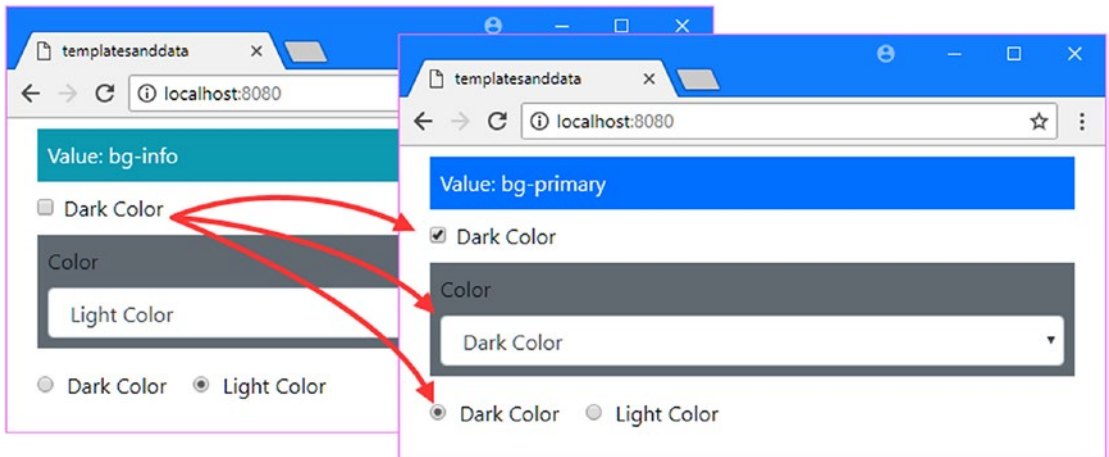 templatesanddata
localhost:8080
Value: bg-info
Dark Color
Color
Light Color
Dark Color Light Color
templatesanddata
localhost:8080
Value: bg-primary
Dark Color
Color
Dark Color
Dark Color Light Color